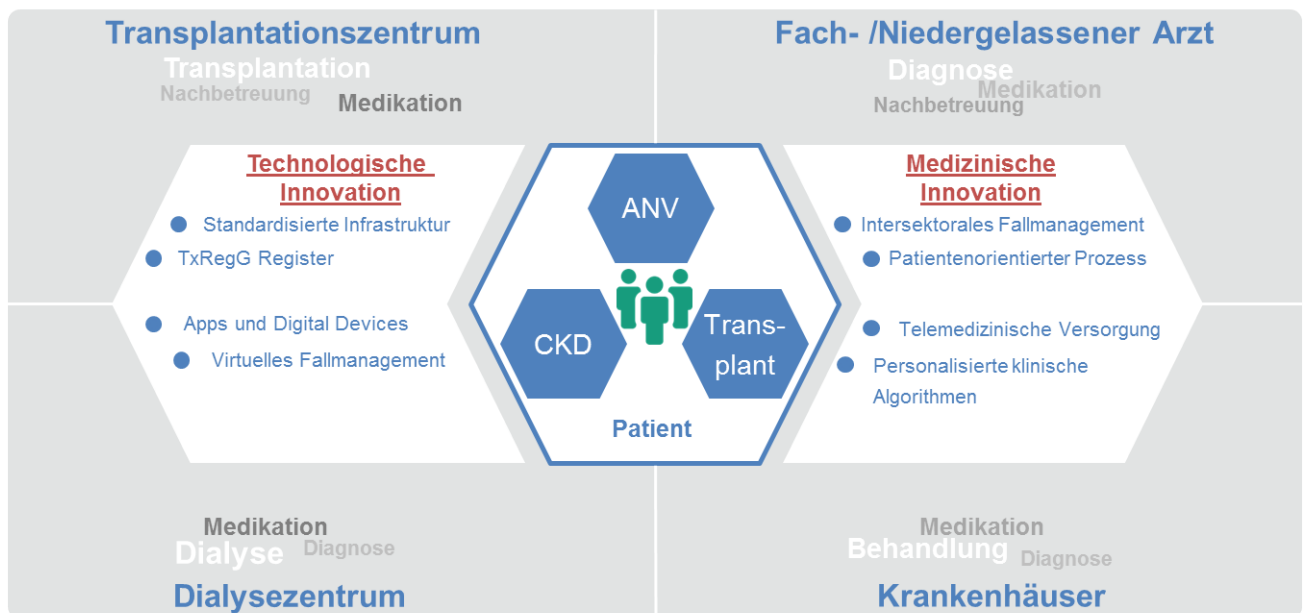 Transplantationszentrum
Transplantation
Nachbetreuung
Medikation
Fach- /Niedergelassener Arzt
Diagnose
Medikation
Nachbetreuung
Technologische
Innovation
Standardisierte Infrastruktur
TxRegG Register
Apps und Digital Devices
Virtuelles Fallmanagement
ANV
CKD
Trans-
plant
Patient
Medizinische
Innovation
Intersektorales Fallmanagement
Patientenorientierter Prozess
Telemedizinische Versorgung
Personalisierte klinische
Algorithmen
Medikation
Dialyse
Diagnose
Dialysezentrum
Medikation
Behandlung
Diagnose
Krankenhäuser